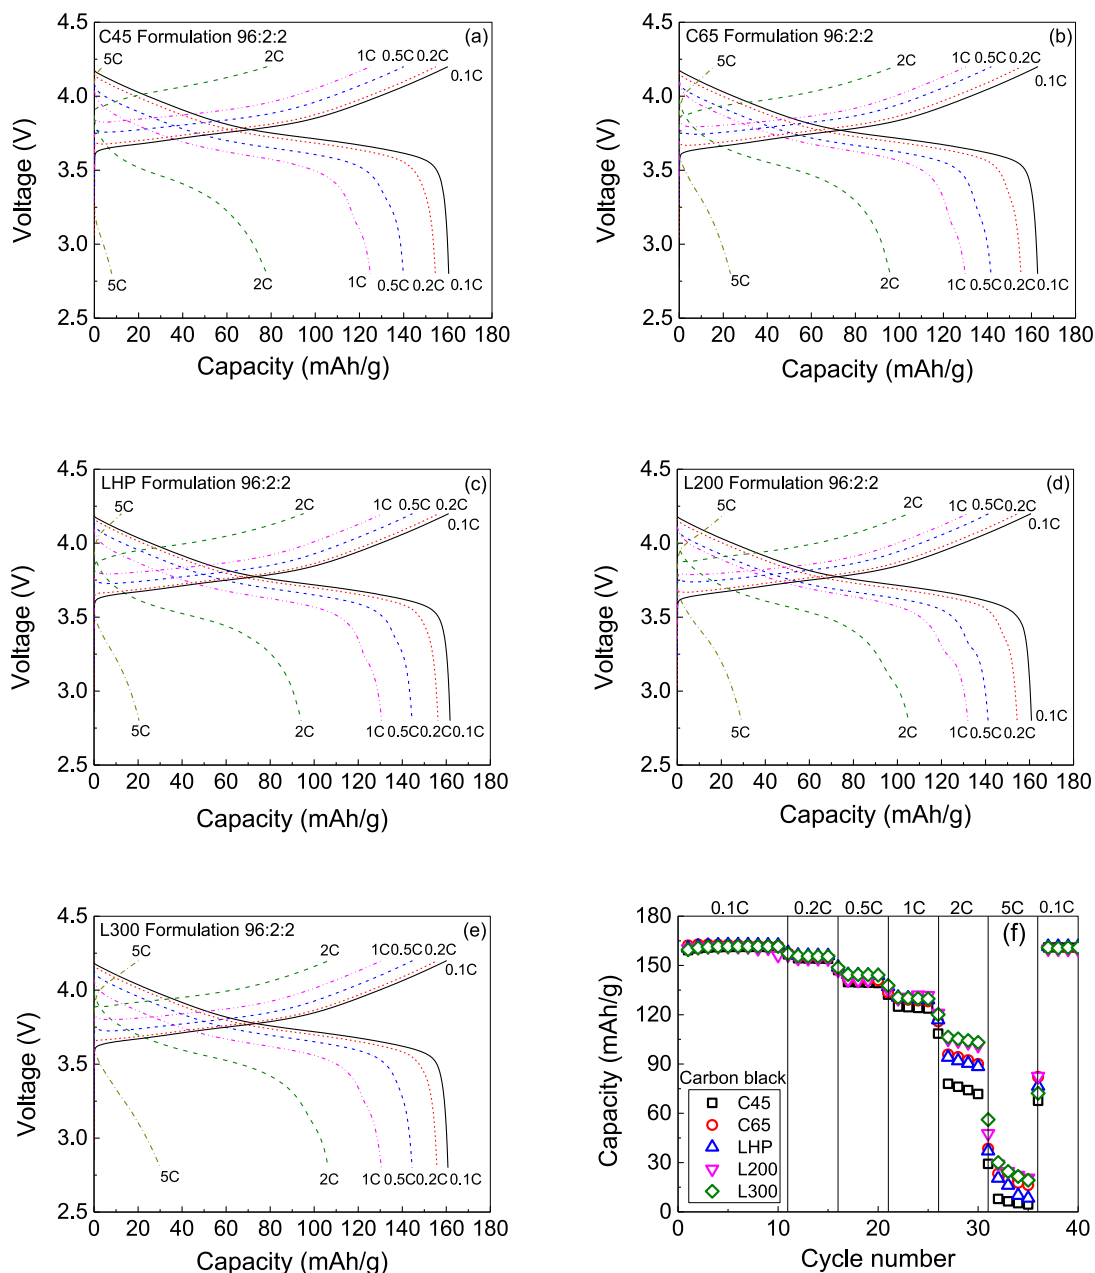 C45 Formulation 96:2:2
(a)
4.5
4.0
3.5
3.0
2.5
5C
2C
1C
0.5C
0.2C
0.1C
5C
2C
1C
0.5C
0.2C
0.1C
0
20
40
60
80
100
120
140
160
180
Voltage (V)
Capacity (mAh/g)
C65 Formulation 96:2:2
(b)
4.5
4.0
3.5
3.0
2.5
5C
2C
1C
0.5C
0.2C
0.1C
5C
2C
1C
0.5C
0.2C
0.1C
0
20
40
60
80
100
120
140
160
180
Voltage (V)
Capacity (mAh/g)
LHP Formulation 96:2:2
(c)
4.5
4.0
3.5
3.0
2.5
5C
2C
1C
0.5C
0.2C
0.1C
5C
2C
1C
0.5C
0.2C
0.1C
0
20
40
60
80
100
120
140
160
180
Voltage (V)
Capacity (mAh/g)
L200 Formulation 96:2:2
(d)
4.5
4.0
3.5
3.0
2.5
5C
2C
1C
0.5C
0.2C
0.1C
5C
2C
1C
0.5C
0.2C
0.1C
0
20
40
60
80
100
120
140
160
180
Voltage (V)
Capacity (mAh/g)
L300 Formulation 96:2:2
(e)
4.5
4.0
3.5
3.0
2.5
5C
2C
1C
0.5C
0.2C
0.1C
5C
2C
1C
0.5C
0.2C
0.1C
0
20
40
60
80
100
120
140
160
180
Voltage (V)
Capacity (mAh/g)
0.1C
0.2C
0.5C
1C
2C
5C
0.1C
(f)
180
150
120
90
60
30
0
Carbon black
C45
C65
LHP
L200
L300
0
10
20
30
40
Capacity (mAh/g)
Cycle number